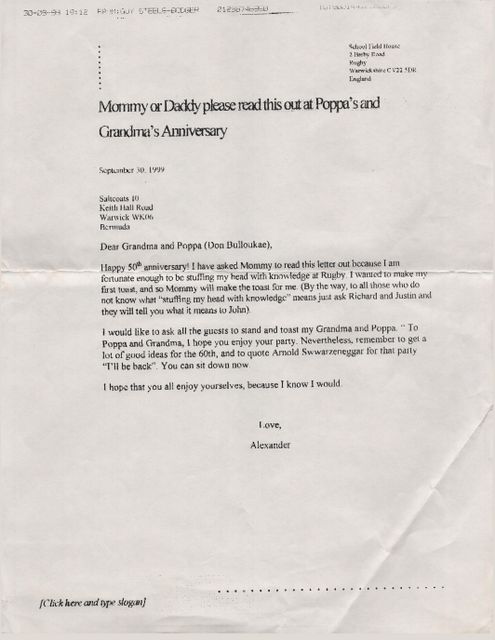 30-09-99 19:12 FROM:GUY STEELE-BODGER
School Field House
Rugby
Warwickshire CV22 5DR
England
Mommy or Daddy please read this out at Poppa's and
Grandma's Anniversary
September 30, 1999
Saltcoats 10
Keith Hall Road
Warwick WK06
Bermuda
Dear Grandma and Poppa (Don Bulloukae),
Happy 50th anniversary! I have asked Mommy to read this letter out because I am
fortunate enough to be stuffing my head with knowledge at Rugby. I wanted to make my
first toast, and so Mommy will make the toast for me. (By the way, to all those who do
not know what "stuffing my head with knowledge" means just ask Richard and Justin and
they will tell you what it means to John).
I would like to ask all the guests to stand and toast my Grandma and Poppa. " To
Poppa and Grandma, I hope you enjoy your party. Nevertheless, remember to get a
lot of good ideas for the 60th, and to quote Arnold Swwarzeneggar for that party
"I'll be back". You can sit down now.
I hope that you all enjoy yourselves, because I know I would.
Love,
Alexander
[Click here and type slogan]